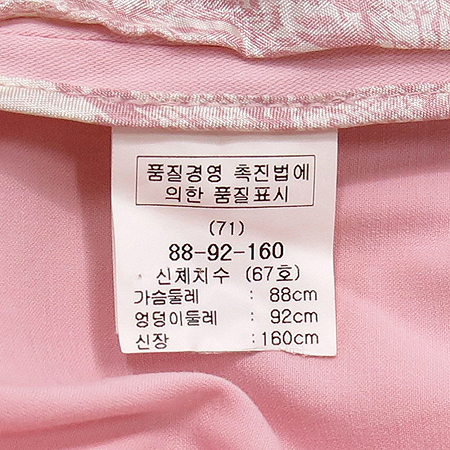 품질경영 촉진법에
의한 품질표시
(71)
88-92-160
신체치수 (67호)
가슴둘레 : 88cm
엉덩이둘레 : 92cm
신장 : 160cm